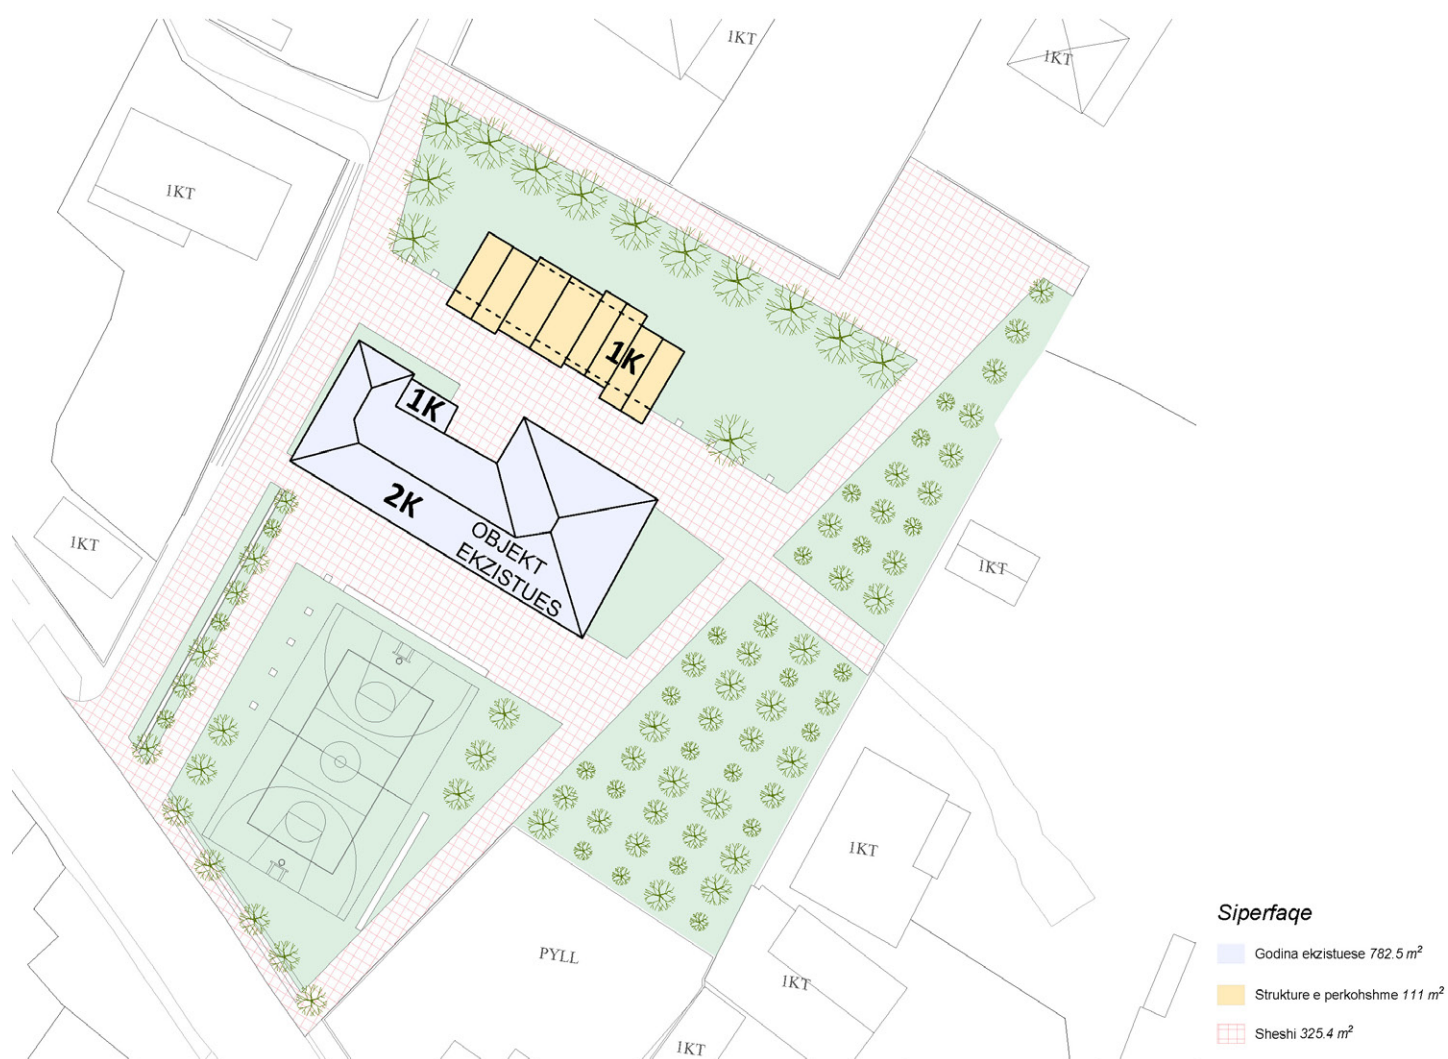 1KT
1KT
1KT
1K
1K
2K
OBJEKT
EKZISTUES
1KT
1KT
1KT
PYLL
1KT
1KT
Siperfaqe
Godina ekzistuese 782.5 m²
Strukture e perkohshme 111 m²
Sheshi 325.4 m²